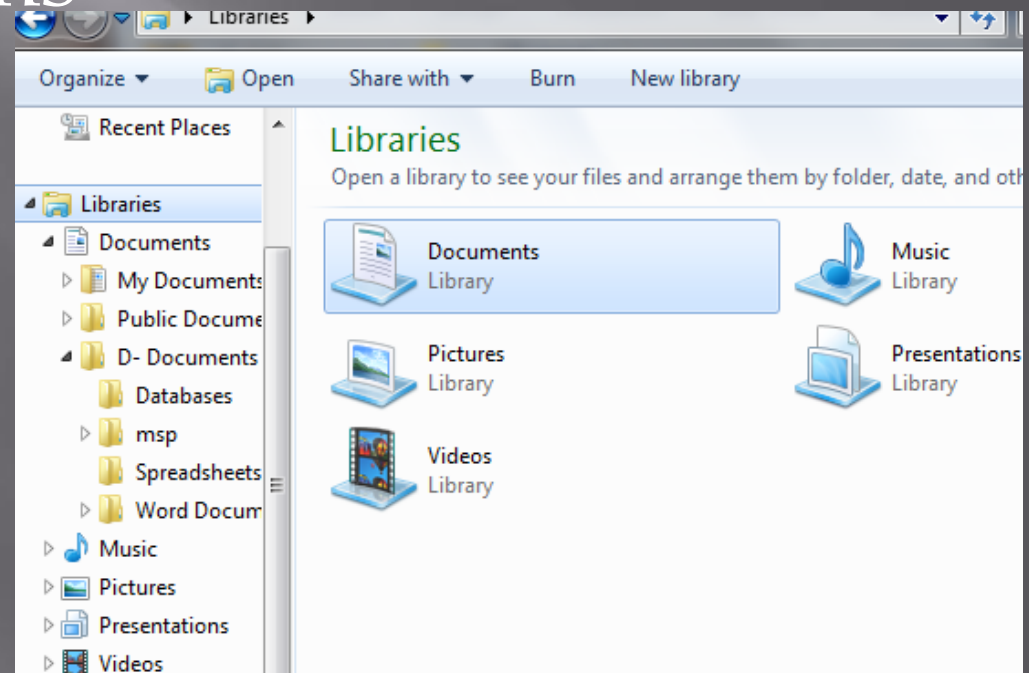 Libraries
Organize Open Share with Burn New library
Recent Places
Libraries
Documents
My Documents
Public Docume
D- Documents
Databases
msp
Spreadsheets
Word Docum
Music
Pictures
Presentations
Videos
Libraries
Open a library to see your files and arrange them by folder, date, and oth
Documents
Library
Music
Library
Pictures
Library
Presentations
Library
Videos
Library